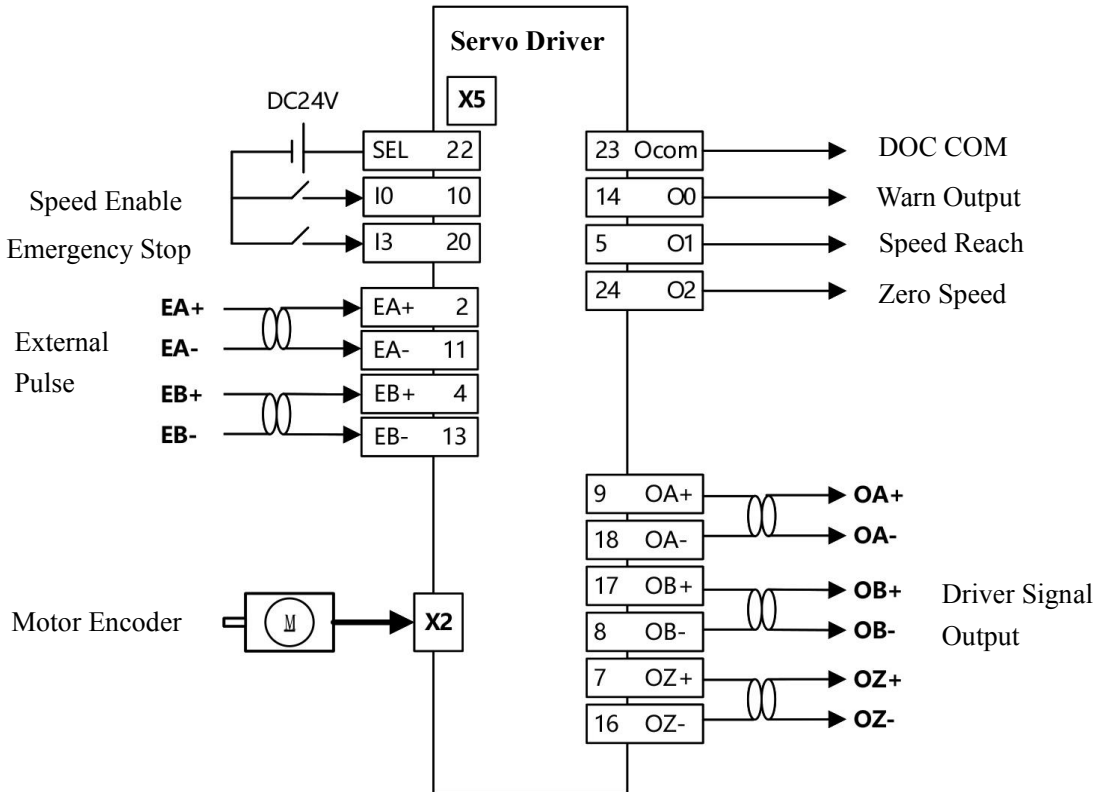 Servo Driver
X5
DC24V
SEL 22
23 Ocom
DOC COM
Speed Enable
I0 10
14 O0
Warn Output
Emergency Stop
I3 20
5 O1
Speed Reach
24 O2
Zero Speed
External
Pulse
EA+
EA+ 2
EA-
EA- 11
EB+
EB+ 4
EB-
EB- 13
9 OA+
OA+
18 OA-
OA-
17 OB+
OB+
8 OB-
OB-
Driver Signal
Output
7 OZ+
OZ+
16 OZ-
OZ-
Motor Encoder
M
X2